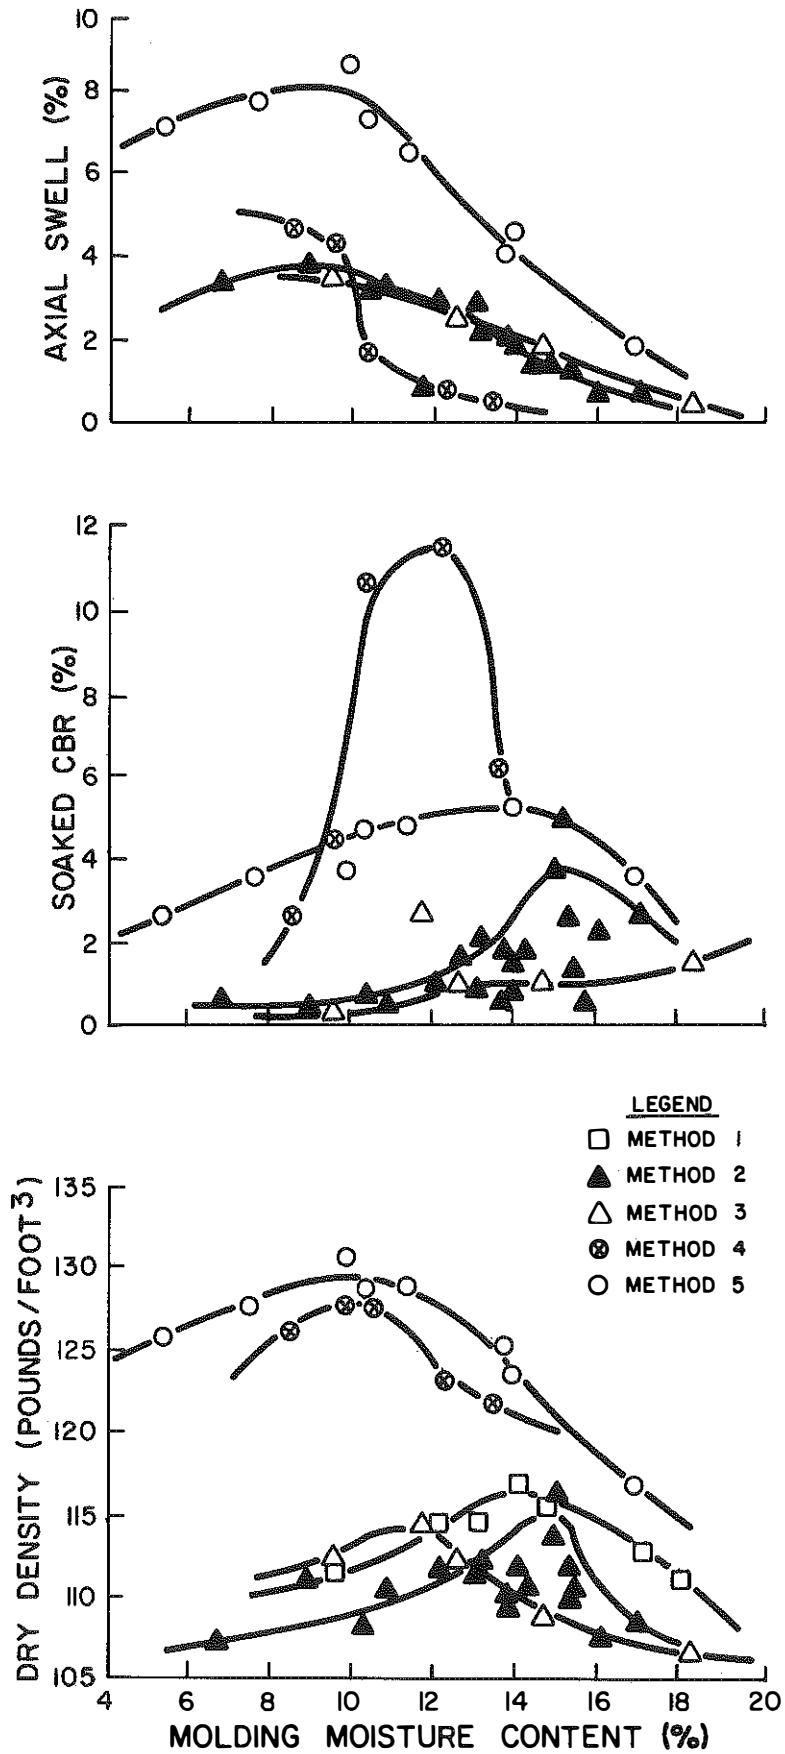 AXIAL SWELL (%)
10
8
6
4
2
0
SOAKED CBR (%)
12
10
8
6
4
2
0
LEGEND
METHOD 1
METHOD 2
METHOD 3
METHOD 4
METHOD 5
DRY DENSITY (POUNDS/FOOT³)
135
130
125
120
115
110
105
4 6 8 10 12 14 16 18 20
MOLDING MOISTURE CONTENT (%)